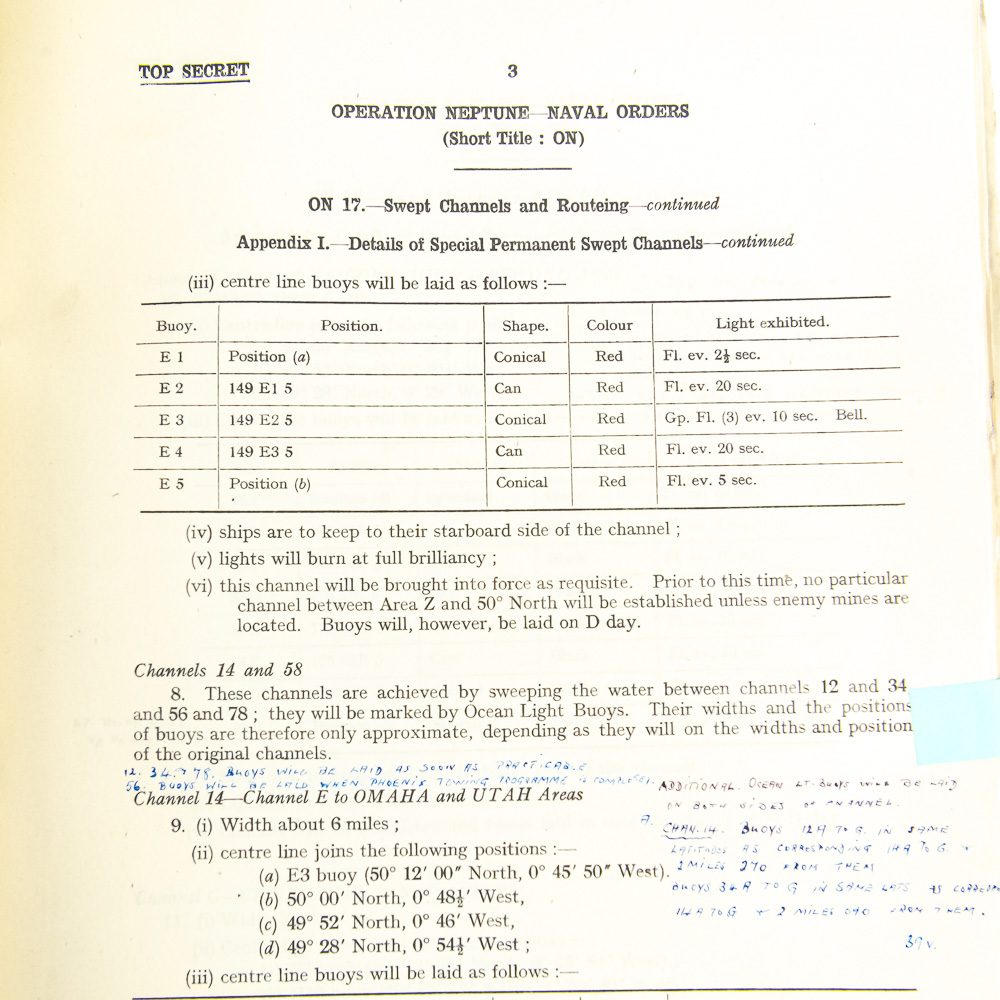 TOP SECRET
3
OPERATION NEPTUNE—NAVAL ORDERS
(Short Title : ON)
ON 17.—Swept Channels and Routeing—continued
Appendix I.—Details of Special Permanent Swept Channels—continued
(iii) centre line buoys will be laid as follows :—
Buoy. Position. Shape. Colour Light exhibited.
E 1 Position (a) Conical Red Fl. ev. 2½ sec.
E 2 149 E1 5 Can Red Fl. ev. 20 sec.
E 3 149 E2 5 Conical Red Gp. Fl. (3) ev. 10 sec. Bell.
E 4 149 E3 5 Can Red Fl. ev. 20 sec.
E 5 Position (b) Conical Red Fl. ev. 5 sec.
(iv) ships are to keep to their starboard side of the channel ;
(v) lights will burn at full brilliancy ;
(vi) this channel will be brought into force as requisite. Prior to this time, no particular
channel between Area Z and 50° North will be established unless enemy mines are
located. Buoys will, however, be laid on D day.
Channels 14 and 58
8. These channels are achieved by sweeping the water between channels 12 and 34
and 56 and 78 ; they will be marked by Ocean Light Buoys. Their widths and the positions
of buoys are therefore only approximate, depending as they will on the widths and position
of the original channels.
12. 34. & 78. BUOYS WILL BE LAID AS SOON AS PRACTICABLE
56. BUOYS WILL BE LAID WHEN PHOENIX TOWING PROGRAMME IS COMPLETED.
Channel 14—Channel E to OMAHA and UTAH Areas
ADDITIONAL OCEAN LT. BUOYS WILL BE LAID
ON BOTH SIDES OF CHANNEL.
9. (i) Width about 6 miles ;
CHAN. 14. BUOYS 12A TO G. IN SAME
(ii) centre line joins the following positions :—
LATITUDES AS CORRESPONDING 14A TO G
(a) E3 buoy (50° 12′ 00″ North, 0° 45′ 50″ West).
2 MILES 270 FROM THEM
(b) 50° 00′ North, 0° 48½′ West,
BUOYS 34A TO G IN SAME LATS AS
(c) 49° 52′ North, 0° 46′ West,
14A TO G + 2 MILES 090 FROM THEM.
(d) 49° 28′ North, 0° 54½′ West ;
39v.
(iii) centre line buoys will be laid as follows :—